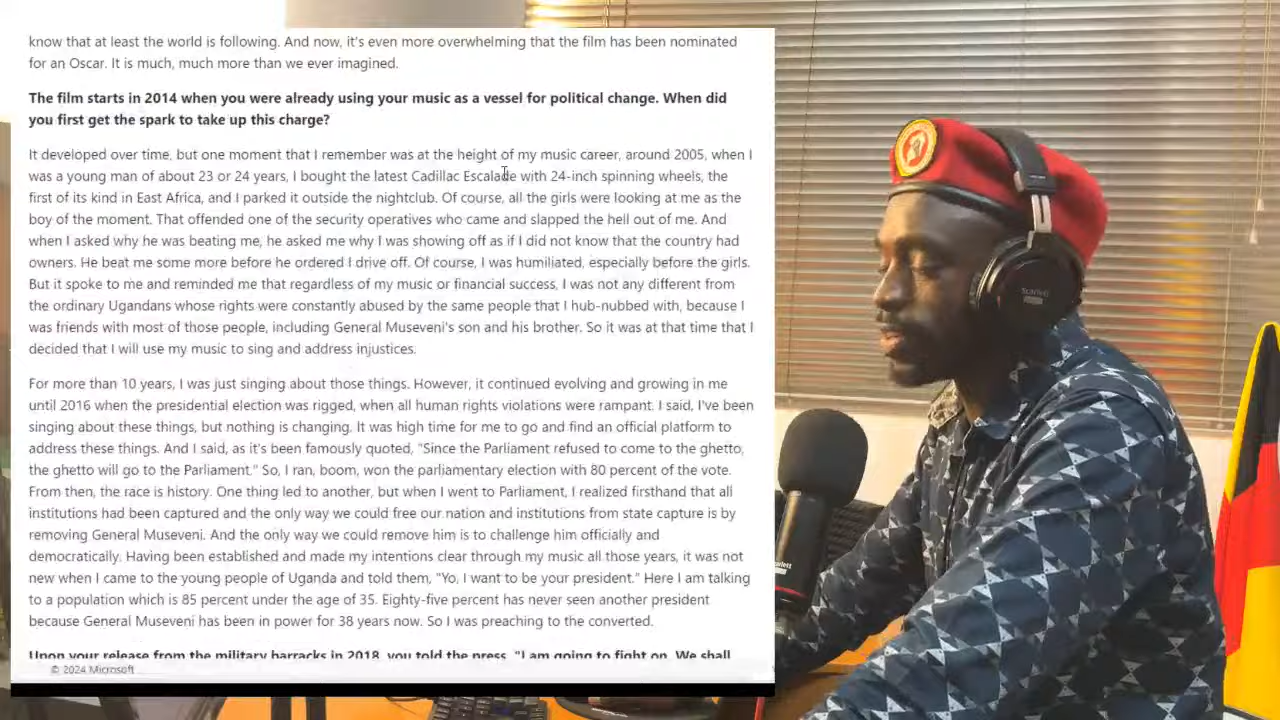 know that at least the world is following. And now, it's even more overwhelming that the film has been nominated
for an Oscar. It is much, much more than we ever imagined.
The film starts in 2014 when you were already using your music as a vessel for political change. When did
you first get the spark to take up this charge?
It developed over time, but one moment that I remember was at the height of my music career, around 2005, when I
was a young man of about 23 or 24 years, I bought the latest Cadillac Escalade with 24-inch spinning wheels, the
first of its kind in East Africa, and I parked it outside the nightclub. Of course, all the girls were looking at me as the
boy of the moment. That offended one of the security operatives who came and slapped the hell out of me. And
when I asked why he was beating me, he asked me why I was showing off as if I did not know that the country had
owners. He beat me some more before he ordered I drive off. Of course, I was humiliated, especially before the girls.
But it spoke to me and reminded me that regardless of my music or financial success, I was not any different from
the ordinary Ugandans whose rights were constantly abused by the same people that I hub-nubbed with, because I
was friends with most of those people, including General Museveni's son and his brother. So it was at that time that I
decided that I will use my music to sing and address injustices.
For more than 10 years, I was just singing about those things. However, it continued evolving and growing in me
until 2016 when the presidential election was rigged, when all human rights violations were rampant. I said, I've been
singing about these things, but nothing is changing. It was high time for me to go and find an official platform to
address these things. And I said, as it's been famously quoted, "Since the Parliament refused to come to the ghetto,
the ghetto will go to the Parliament." So, I ran, boom, won the parliamentary election with 80 percent of the vote.
From then, the race is history. One thing led to another, but when I went to Parliament, I realized firsthand that all
institutions had been captured and the only way we could free our nation and institutions from state capture is by
removing General Museveni. And the only way we could remove him is to challenge him officially and
democratically. Having been established and made my intentions clear through my music all those years, it was not
new when I came to the young people of Uganda and told them, "Yo, I want to be your president." Here I am talking
to a population which is 85 percent under the age of 35. Eighty-five percent has never seen another president
because General Museveni has been in power for 38 years now. So I was preaching to the converted.
Upon your release from the military barracks in 2018, you told the press, "I am going to fight on. We shall
© 2024 Microsoft
Scarlett
Scarlett